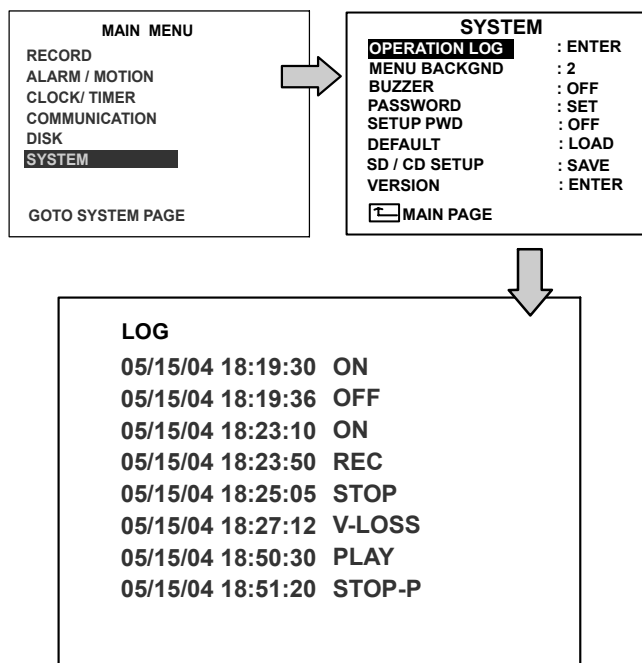 MAIN MENU
RECORD
ALARM / MOTION
CLOCK/ TIMER
COMMUNICATION
DISK
SYSTEM
GOTO SYSTEM PAGE
SYSTEM
OPERATION LOG : ENTER
MENU BACKGND : 2
BUZZER : OFF
PASSWORD : SET
SETUP PWD : OFF
DEFAULT : LOAD
SD / CD SETUP : SAVE
VERSION : ENTER
MAIN PAGE
LOG
05/15/04 18:19:30 ON
05/15/04 18:19:36 OFF
05/15/04 18:23:10 ON
05/15/04 18:23:50 REC
05/15/04 18:25:05 STOP
05/15/04 18:27:12 V-LOSS
05/15/04 18:50:30 PLAY
05/15/04 18:51:20 STOP-P